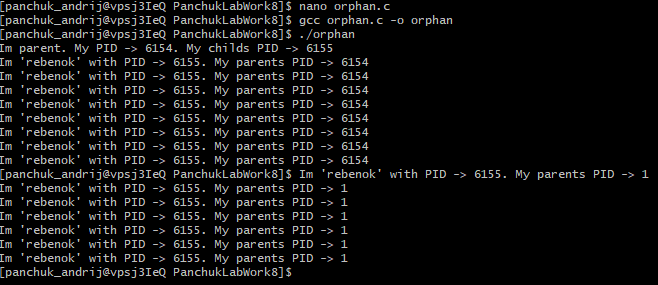 [panchuk_andrij@vpsj3IeQ PanchukLabWork8]$ nano orphan.c
[panchuk_andrij@vpsj3IeQ PanchukLabWork8]$ gcc orphan.c -o orphan
[panchuk_andrij@vpsj3IeQ PanchukLabWork8]$ ./orphan
Im parent. My PID -> 6154. My childs PID -> 6155
Im 'rebenok' with PID -> 6155. My parents PID -> 6154
Im 'rebenok' with PID -> 6155. My parents PID -> 6154
Im 'rebenok' with PID -> 6155. My parents PID -> 6154
Im 'rebenok' with PID -> 6155. My parents PID -> 6154
Im 'rebenok' with PID -> 6155. My parents PID -> 6154
Im 'rebenok' with PID -> 6155. My parents PID -> 6154
Im 'rebenok' with PID -> 6155. My parents PID -> 6154
Im 'rebenok' with PID -> 6155. My parents PID -> 6154
[panchuk_andrij@vpsj3IeQ PanchukLabWork8]$ Im 'rebenok' with PID -> 6155. My parents PID -> 1
Im 'rebenok' with PID -> 6155. My parents PID -> 1
Im 'rebenok' with PID -> 6155. My parents PID -> 1
Im 'rebenok' with PID -> 6155. My parents PID -> 1
Im 'rebenok' with PID -> 6155. My parents PID -> 1
Im 'rebenok' with PID -> 6155. My parents PID -> 1
Im 'rebenok' with PID -> 6155. My parents PID -> 1
[panchuk_andrij@vpsj3IeQ PanchukLabWork8]$